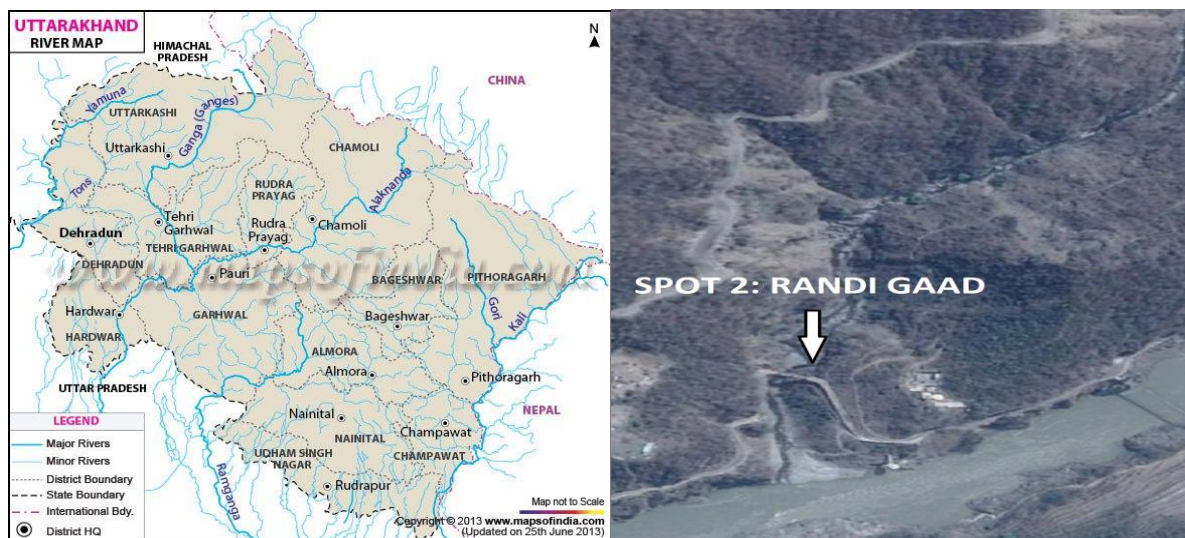 UTTARAKHAND
RIVER MAP
HIMACHAL
PRADESH
N
CHINA
Yamuna
UTTARKASHI
Ganga (Ganges)
Uttarkashi
CHAMOLI
Tons
RUDRA
PRAYAG
Alaknanda
Tehri
Garhwal
Rudra
Prayag
Chamoli
Dehradun
TEHRI GARHWAL
www.mapsofindia.com
DEHRADUN
Pauri
BAGESHWAR
PITHORAGARH
Hardwar
GARHWAL
Bageshwar
Gori
Kali
HARDWAR
ALMORA
UTTAR PRADESH
Almora
Pithoragarh
NEPAL
Nainital
Champawat
NAINITAL
CHAMPAWAT
UDHAM SINGH
NAGAR
Ramganga
Rudrapur
LEGEND
Major Rivers
Minor Rivers
District Boundary
State Boundary
International Bdy.
District HQ
Map not to Scale
Copyright © 2013 www.mapsofindia.com
(Updated on 25th June 2013)
SPOT 2: RANDI GAAD